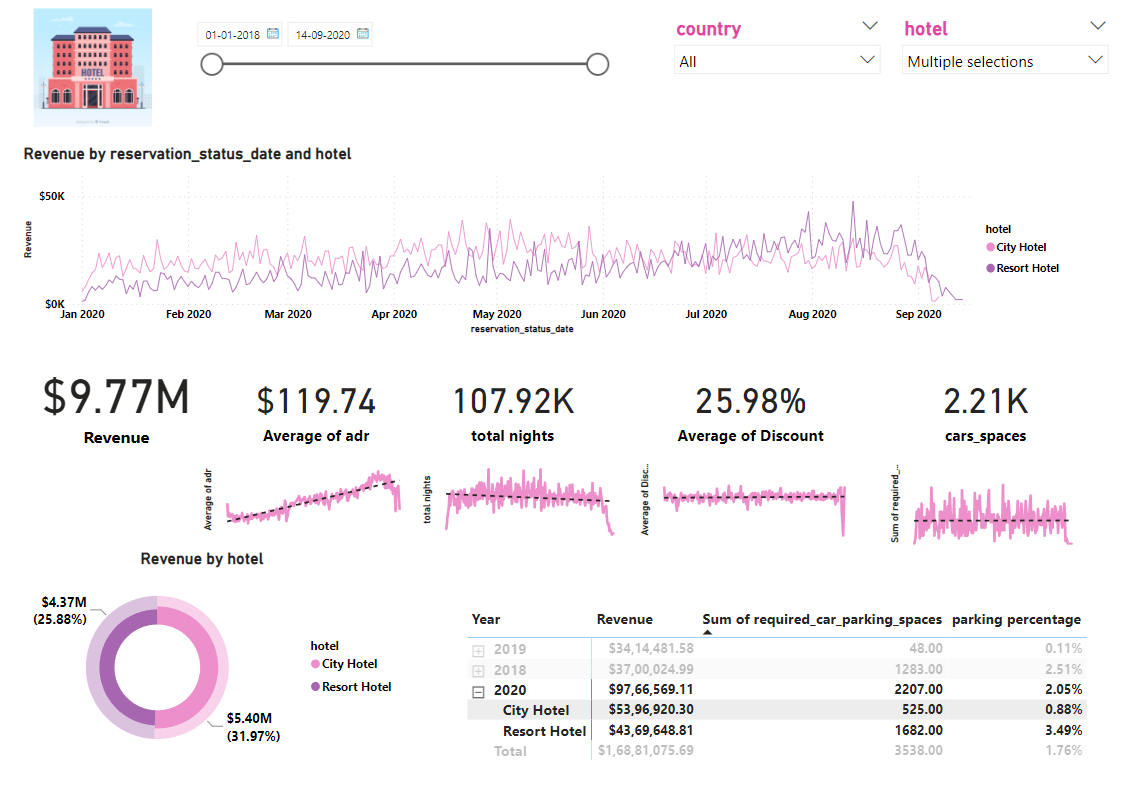 01-01-2018
14-09-2020
country
All
hotel
Multiple selections
HOTEL
Revenue by reservation_status_date and hotel
$50K
Revenue
$0K
Jan 2020 Feb 2020 Mar 2020 Apr 2020 May 2020 Jun 2020 Jul 2020 Aug 2020 Sep 2020
reservation_status_date
hotel
City Hotel
Resort Hotel
$9.77M
Revenue
$119.74
Average of adr
107.92K
total nights
25.98%
Average of Discount
2.21K
cars_spaces
Average of adr
total nights
Average of Disc...
Sum of required_...
Revenue by hotel
$4.37M
(25.88%)
$5.40M
(31.97%)
hotel
City Hotel
Resort Hotel
Year Revenue Sum of required_car_parking_spaces parking percentage
2019 $34,14,481.58 48.00 0.11%
2018 $37,00,024.99 1283.00 2.51%
2020 $97,66,569.11 2207.00 2.05%
City Hotel $53,96,920.30 525.00 0.88%
Resort Hotel $43,69,648.81 1682.00 3.49%
Total $1,68,81,075.69 3538.00 1.76%